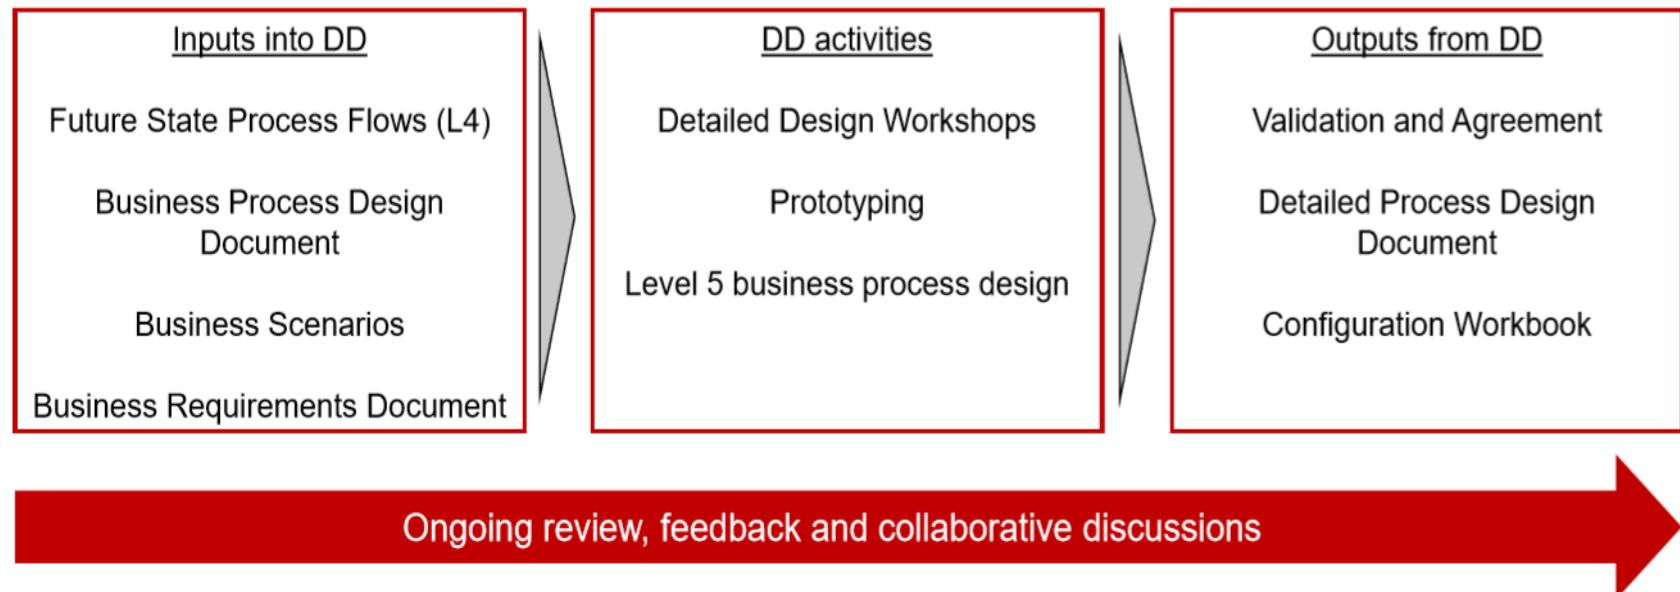 Inputs into DD
Future State Process Flows (L4)
Business Process Design
Document
Business Scenarios
Business Requirements Document
DD activities
Detailed Design Workshops
Prototyping
Level 5 business process design
Outputs from DD
Validation and Agreement
Detailed Process Design
Document
Configuration Workbook
Ongoing review, feedback and collaborative discussions